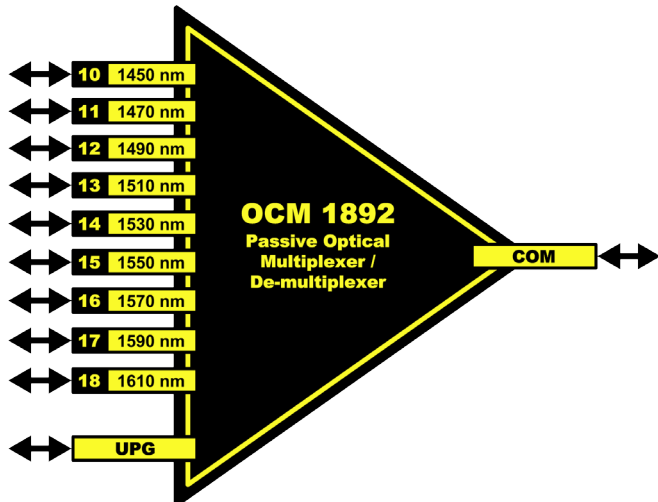 10 1450 nm
11 1470 nm
12 1490 nm
13 1510 nm
14 1530 nm
15 1550 nm
16 1570 nm
17 1590 nm
18 1610 nm
UPG
OCM 1892
Passive Optical
Multiplexer /
De-multiplexer
COM